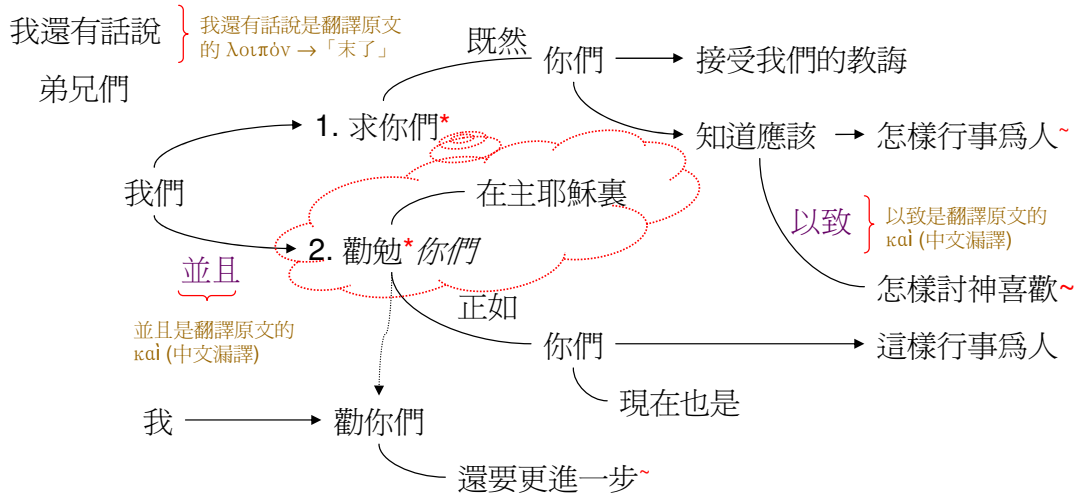 我還有話說
我還有話說是翻譯原文
的 λοιπόν → 「末了」
弟兄們
既然
你們
接受我們的教誨
1. 求你們*
知道應該
怎樣行事爲人~
我們
在主耶穌裏
以致
以致是翻譯原文的
καὶ (中文漏譯)
2. 勸勉*你們
並且
怎樣討神喜歡~
正如
並且是翻譯原文的
καὶ (中文漏譯)
你們
這樣行事爲人
現在也是
我
勸你們
還要更進一步~